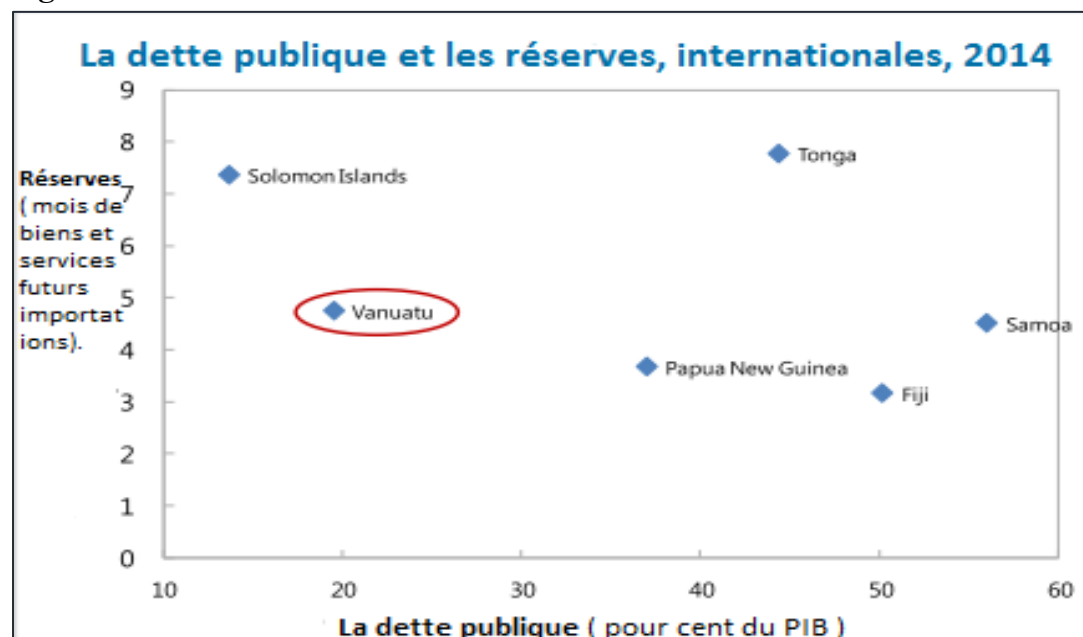 La dette publique et les réserves, internationales, 2014
9
8
7
6
5
4
3
2
1
0
Réserves
( mois de
biens et
services
futurs
importat
ions).
Solomon Islands
Tonga
Vanuatu
Samoa
Papua New Guinea
Fiji
10 20 30 40 50 60
La dette publique ( pour cent du PIB )